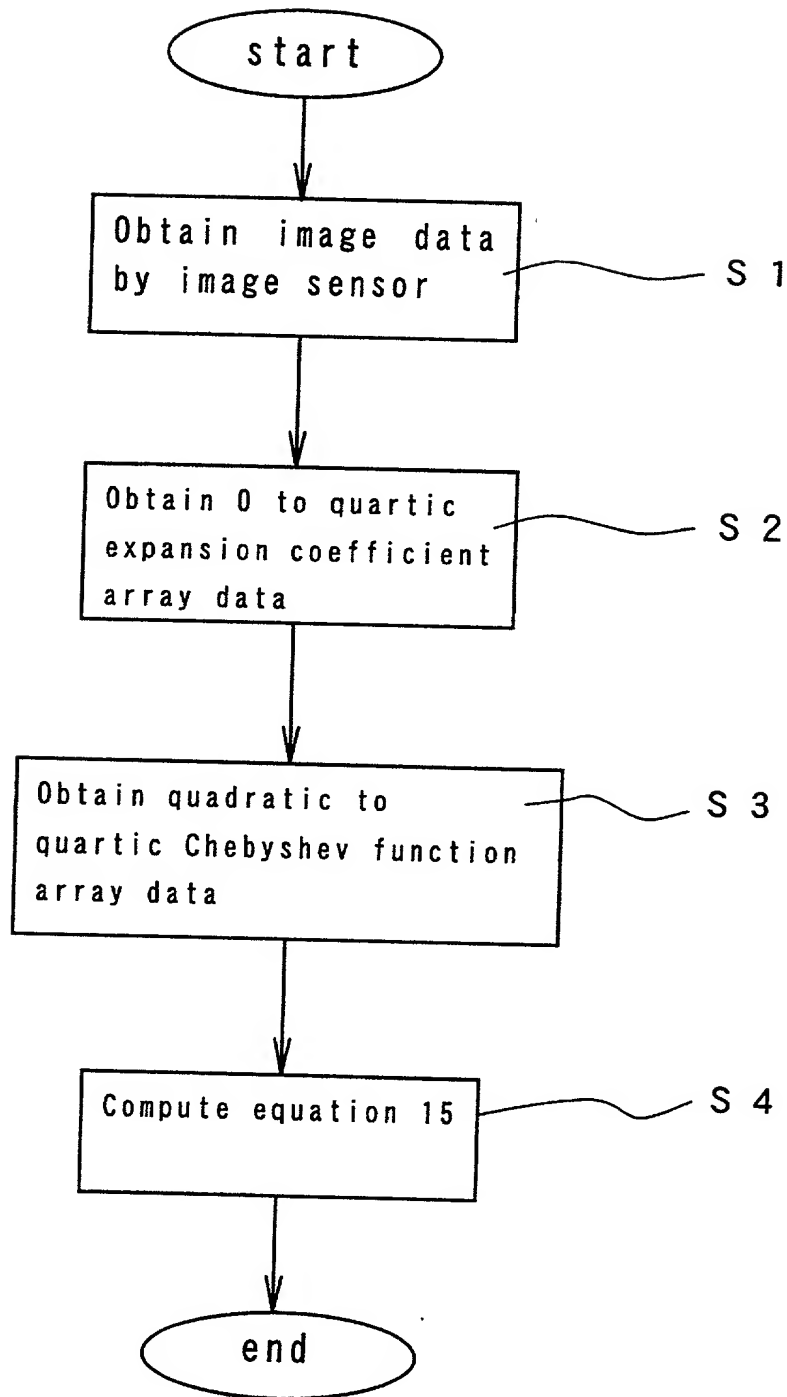 start
Obtain image data
by image sensor
S 1
Obtain 0 to quartic
expansion coefficient
array data
S 2
Obtain quadratic to
quartic Chebyshev function
array data
S 3
Compute equation 15
S 4
end